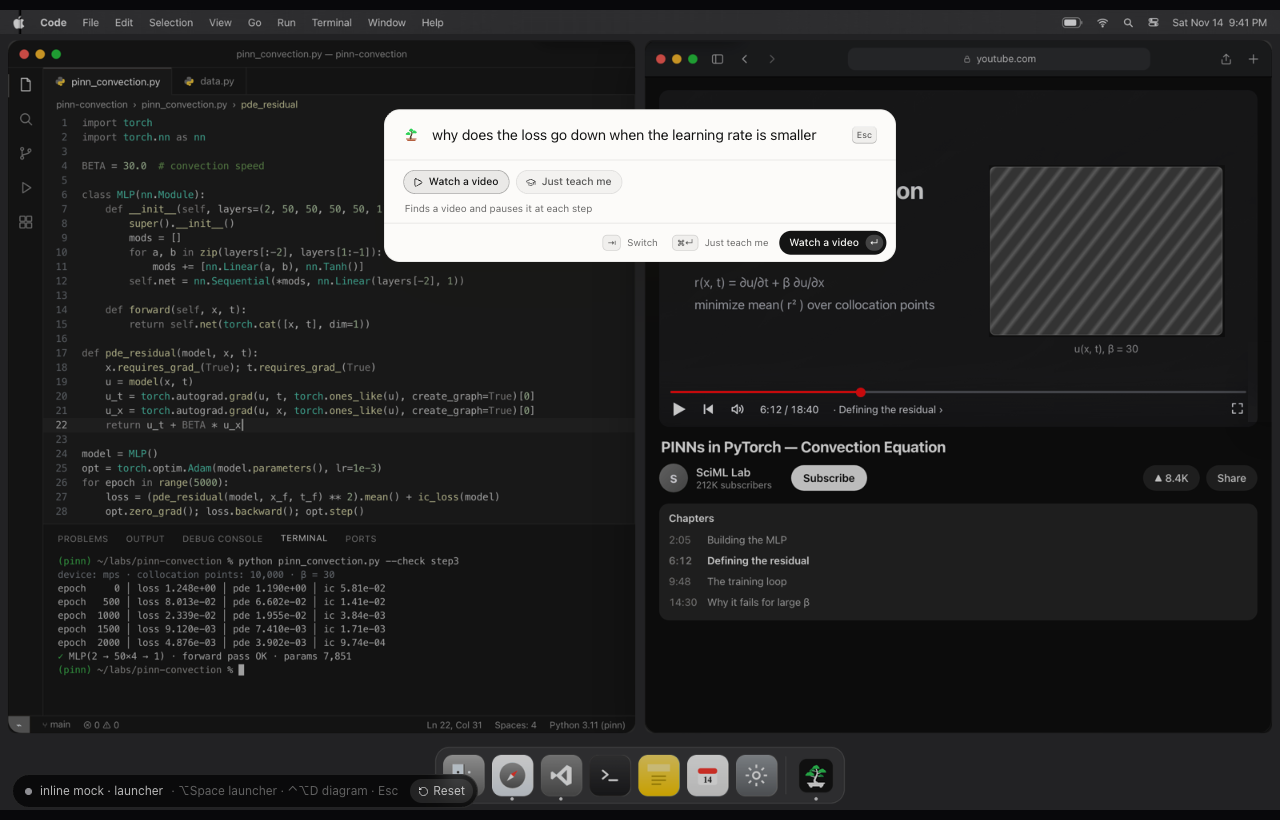 Code File Edit Selection View Go Run Terminal Window Help
Sat Nov 14 9:41 PM
pinn_convection.py — pinn-convection
pinn_convection.py
data.py
pinn-convection › pinn_convection.py › pde_residual
1 import torch
2 import torch.nn as nn
3
4 BETA = 30.0 # convection speed
5
6 class MLP(nn.Module):
7 def __init__(self, layers=(2, 50, 50, 50, 50, 1
8 super().__init__()
9 mods = []
10 for a, b in zip(layers[:-2], layers[1:-1]):
11 mods += [nn.Linear(a, b), nn.Tanh()]
12 self.net = nn.Sequential(*mods, nn.Linear(layers[-2], 1))
13
14 def forward(self, x, t):
15 return self.net(torch.cat([x, t], dim=1))
16
17 def pde_residual(model, x, t):
18 x.requires_grad_(True); t.requires_grad_(True)
19 u = model(x, t)
20 u_t = torch.autograd.grad(u, t, torch.ones_like(u), create_graph=True)[0]
21 u_x = torch.autograd.grad(u, x, torch.ones_like(u), create_graph=True)[0]
22 return u_t + BETA * u_x
23
24 model = MLP()
25 opt = torch.optim.Adam(model.parameters(), lr=1e-3)
26 for epoch in range(5000):
27 loss = (pde_residual(model, x_f, t_f) ** 2).mean() + ic_loss(model)
28 opt.zero_grad(); loss.backward(); opt.step()
PROBLEMS OUTPUT DEBUG CONSOLE TERMINAL PORTS
(pinn) ~/labs/pinn-convection % python pinn_convection.py --check step3
device: mps · collocation points: 10,000 · β = 30
epoch 0 │ loss 1.248e+00 │ pde 1.190e+00 │ ic 5.81e-02
epoch 500 │ loss 8.013e-02 │ pde 6.602e-02 │ ic 1.41e-02
epoch 1000 │ loss 2.339e-02 │ pde 1.955e-02 │ ic 3.84e-03
epoch 1500 │ loss 9.120e-03 │ pde 7.410e-03 │ ic 1.71e-03
epoch 2000 │ loss 4.876e-03 │ pde 3.902e-03 │ ic 9.74e-04
✓ MLP(2 → 50×4 → 1) · forward pass OK · params 7,851
(pinn) ~/labs/pinn-convection %
main 0 0 Ln 22, Col 31 Spaces: 4 Python 3.11 (pinn)
why does the loss go down when the learning rate is smaller
Esc
Watch a video
Just teach me
Finds a video and pauses it at each step
⇥ Switch ⌘↵ Just teach me Watch a video ↵
youtube.com
on
r(x, t) = ∂u/∂t + β ∂u/∂x
minimize mean( r² ) over collocation points
u(x, t), β = 30
6:12 / 18:40 · Defining the residual ›
PINNs in PyTorch — Convection Equation
S
SciML Lab
212K subscribers
Subscribe
▲ 8.4K
Share
Chapters
2:05 Building the MLP
6:12 Defining the residual
9:48 The training loop
14:30 Why it fails for large β
14
inline mock · launcher · ⌥Space launcher · ⌃⌥D diagram · Esc
Reset